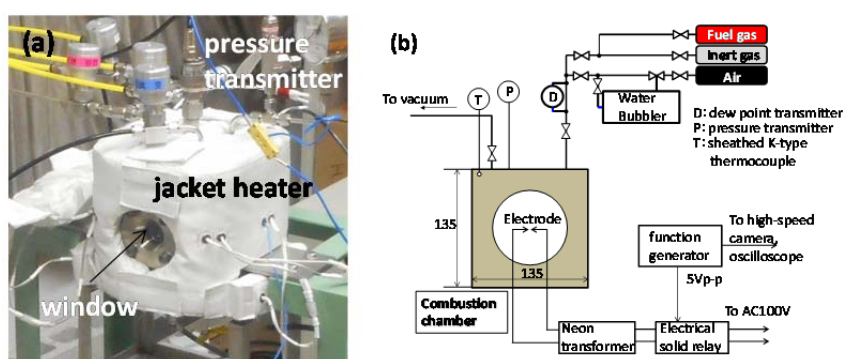 (a)
pressure
transmitter
jacket heater
window
(b)
Fuel gas
Inert gas
Air
To vacuum
T
P
D
Water
Bubbler
D: dew point transmitter
P: pressure transmitter
T: sheathed K-type
thermocouple
135
Electrode
135
Combustion
chamber
function
generator
To high-speed
camera,
oscilloscope
5Vp-p
To AC100V
Neon
transformer
Electrical
solid relay